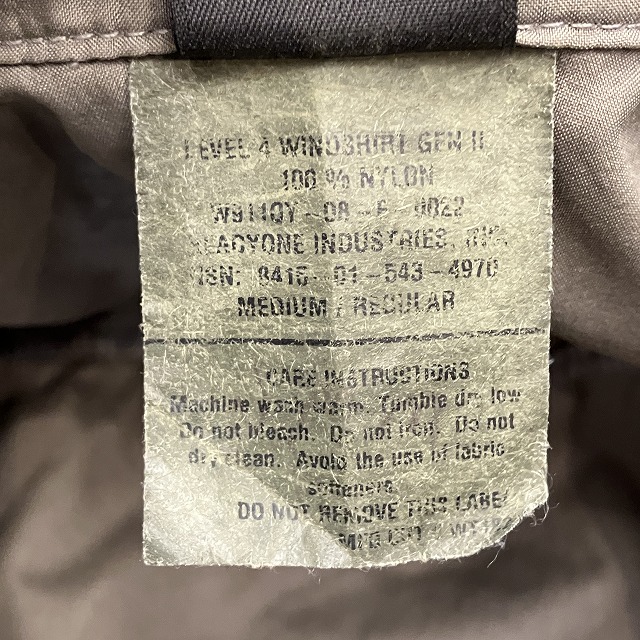 LEVEL 4 WINDSHIRT GEN II
100 % NYLON
W911QY-08-F-0022
READYONE INDUSTRIES, INC.
NSN: 8415-01-543-4970
MEDIUM / REGULAR
CARE INSTRUCTIONS
Machine wash warm. Tumble dry low
Do not bleach. Do not iron. Do not
dry clean. Avoid the use of fabric
softeners
DO NOT REMOVE THIS LABEL
MFG